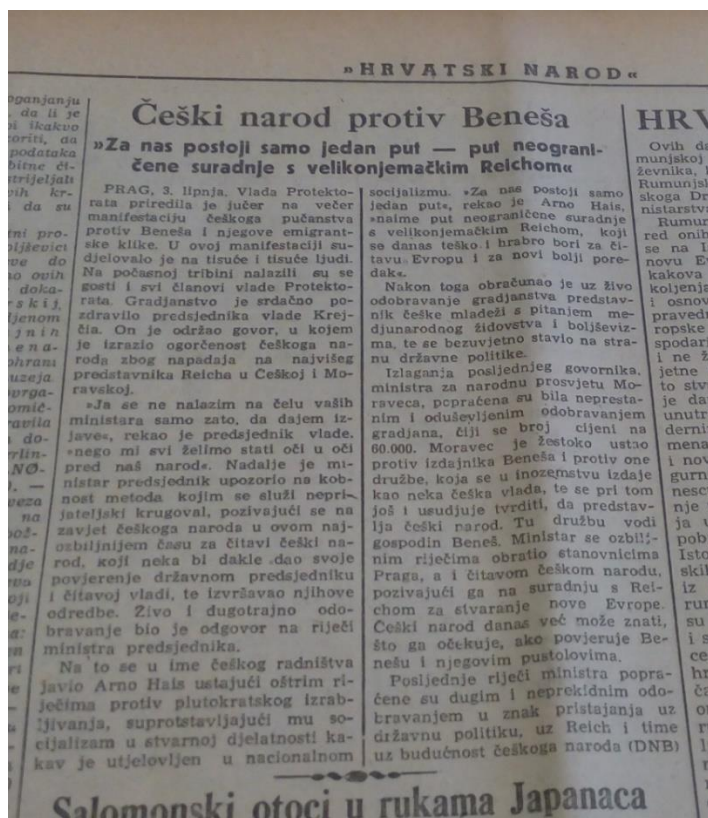 »HRVATSKI NAROD«
Češki narod protiv Beneša
»Za nas postoji samo jedan put — put neograni-
čene suradnje s velikonjemačkim Reichom«
PRAG, 3. lipnja. Vlada Protekto-
rata priredila je jučer na večer
manifestaciju češkoga pučanstva
protiv Beneša i njegove emigrant-
ske klike. U ovoj manifestaciji su-
djelovalo je na tisuće i tisuće ljudi.
Na počasnoj tribini nalazili su se
gosti i svi članovi vlade Protekto-
rata. Gradjanstvo je srdačno po-
zdravilo predsjednika vlade Krej-
čia. On je održao govor, u kojem
je izrazio ogorčenost češkoga na-
roda zbog napadaja na najvišeg
predstavnika Reicha u Češkoj i Mo-
ravskoj.
»Ja se ne nalazim na čelu vaših
ministara samo zato, da dajem iz-
jave«, rekao je predsjednik vlade,
»nego mi svi želimo stati oči u oči
pred naš narod«. Nadalje je mi-
nistar predsjednik upozorio na kob-
nost metoda kojim se služi nepri-
jateljski krugoval, pozivajući se na
zavjet češkoga naroda u ovom naj-
ozbiljnijem času za čitavi češki na-
rod, koji neka bi dakle dao svoje
povjerenje državnom predsjedniku
i čitavoj vladi, te izvršavao njihove
odredbe. Živo i dugotrajno odo-
bravanje bio je odgovor na riječi
ministra predsjednika.
Na to se u ime češkog radništva
javio Arno Hais ustajući oštrim ri-
ječima protiv plutokratskog izrab-
ljivanja, suprotstavljajući mu so-
cijalizam u stvarnoj djelatnosti ka-
kav je utjelovljen u nacionalnom
socijalizmu. »Za nas postoji samo
jedan put«, rekao je Arno Hais,
»naime put neograničene suradnje
s velikonjemačkim Reichom, koji
se danas teško i hrabro bori za či-
tavu Evropu i za novi bolji pore-
dak«.
Nakon toga obračunao je uz živo
odobravanje gradjanstva predstav-
nik češke mladeži s pitanjem me-
djunarodnog židovstva i boljševiz-
ma, te se bezuvjetno stavio na stra-
nu državne politike.
Izlaganja posljednjeg govornika,
ministra za narodnu prosvjetu Mo-
raveca, popraćena su bila nepresta-
nim i oduševljenim odobravanjem
gradjana, čiji se broj cijeni na
60.000. Moravec je žestoko ustao
protiv izdajnika Beneša i protiv one
družbe, koja se u inozemstvu izdaje
kao neka češka vlada, te se pri tom
još i usudjuje tvrditi, da predstav-
lja češki narod. Tu družbu vodi
gospodin Beneš. Ministar se ozbilj-
nim riječima obratio stanovnicima
Praga, a i čitavom češkom narodu,
pozivajući ga na suradnju s Rei-
chom za stvaranje nove Evrope.
Češki narod danas već može znati,
što ga očekuje, ako povjeruje Be-
nešu i njegovim pustolovima.
Posljednje riječi ministra popra-
ćene su dugim i neprekidnim odo-
bravanjem u znak pristajanja uz
državnu politiku, uz Reich i time
uz budućnost češkoga naroda (DNB)
Salomonski otoci u rukama Japanaca